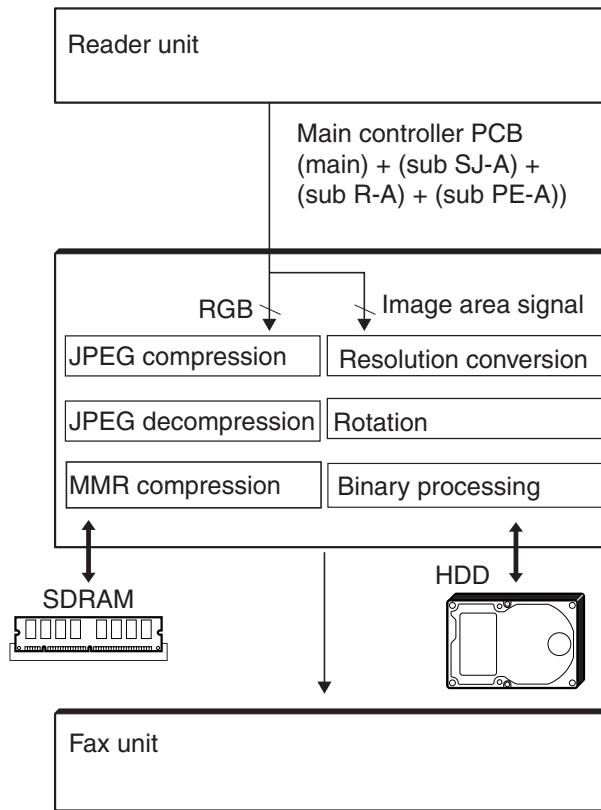 Reader unit
Main controller PCB
(main) + (sub SJ-A) +
(sub R-A) + (sub PE-A))
RGB
Image area signal
JPEG compression
Resolution conversion
JPEG decompression
Rotation
MMR compression
Binary processing
SDRAM
HDD
Fax unit